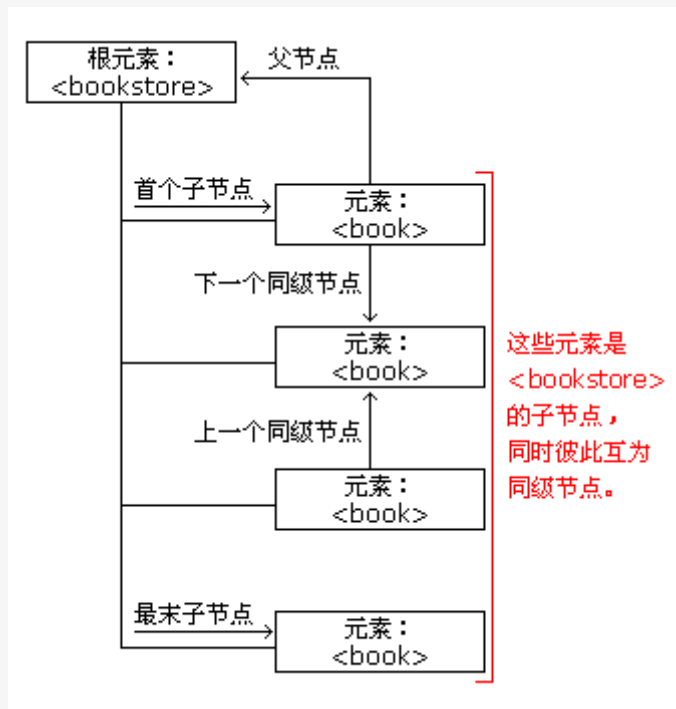 根元素：
<bookstore>
父节点
首个子节点
元素：
<book>
下一个同级节点
元素：
<book>
上一个同级节点
元素：
<book>
最末子节点
元素：
<book>
这些元素是
<bookstore>
的子节点，
同时彼此互为
同级节点。